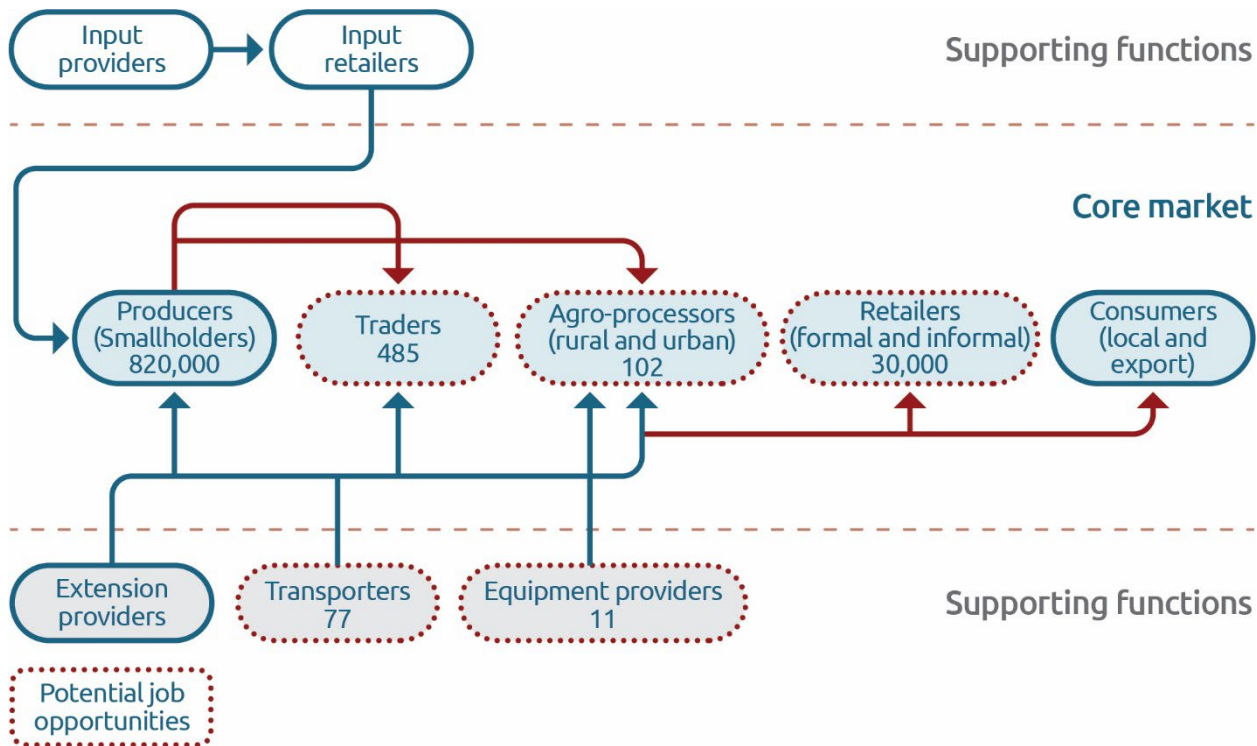 Input
providers
Input
retailers
Supporting functions
Core market
Producers
(Smallholders)
820,000
Traders
485
Agro-processors
(rural and urban)
102
Retailers
(formal and informal)
30,000
Consumers
(local and
export)
Extension
providers
Transporters
77
Equipment providers
11
Supporting functions
Potential job
opportunities